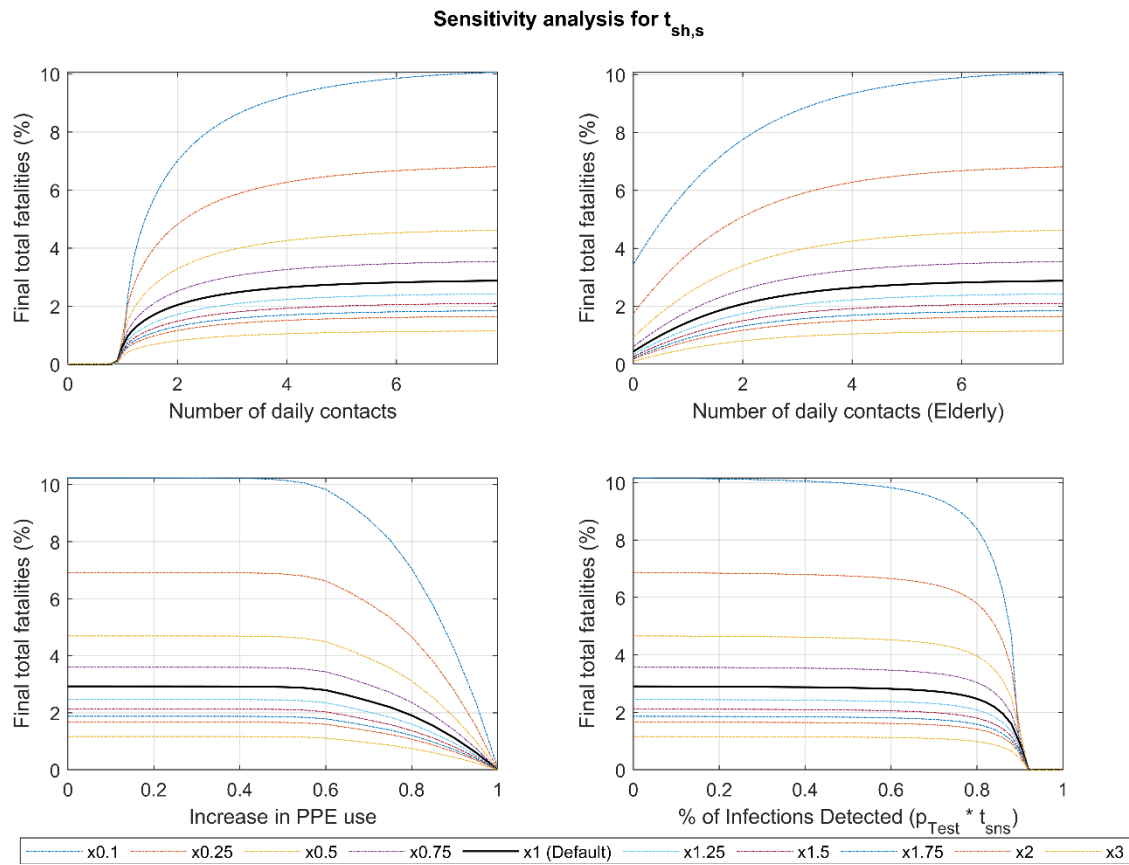 Sensitivity analysis for t_sh,s
10
8
6
4
2
0
Final total fatalities (%)
0 2 4 6
Number of daily contacts
10
8
6
4
2
0
Final total fatalities (%)
0 2 4 6
Number of daily contacts (Elderly)
10
8
6
4
2
0
Final total fatalities (%)
0 0.2 0.4 0.6 0.8 1
Increase in PPE use
10
8
6
4
2
0
Final total fatalities (%)
0 0.2 0.4 0.6 0.8 1
% of Infections Detected (p_Test * t_sns)
x0.1 x0.25 x0.5 x0.75 x1 (Default) x1.25 x1.5 x1.75 x2 x3